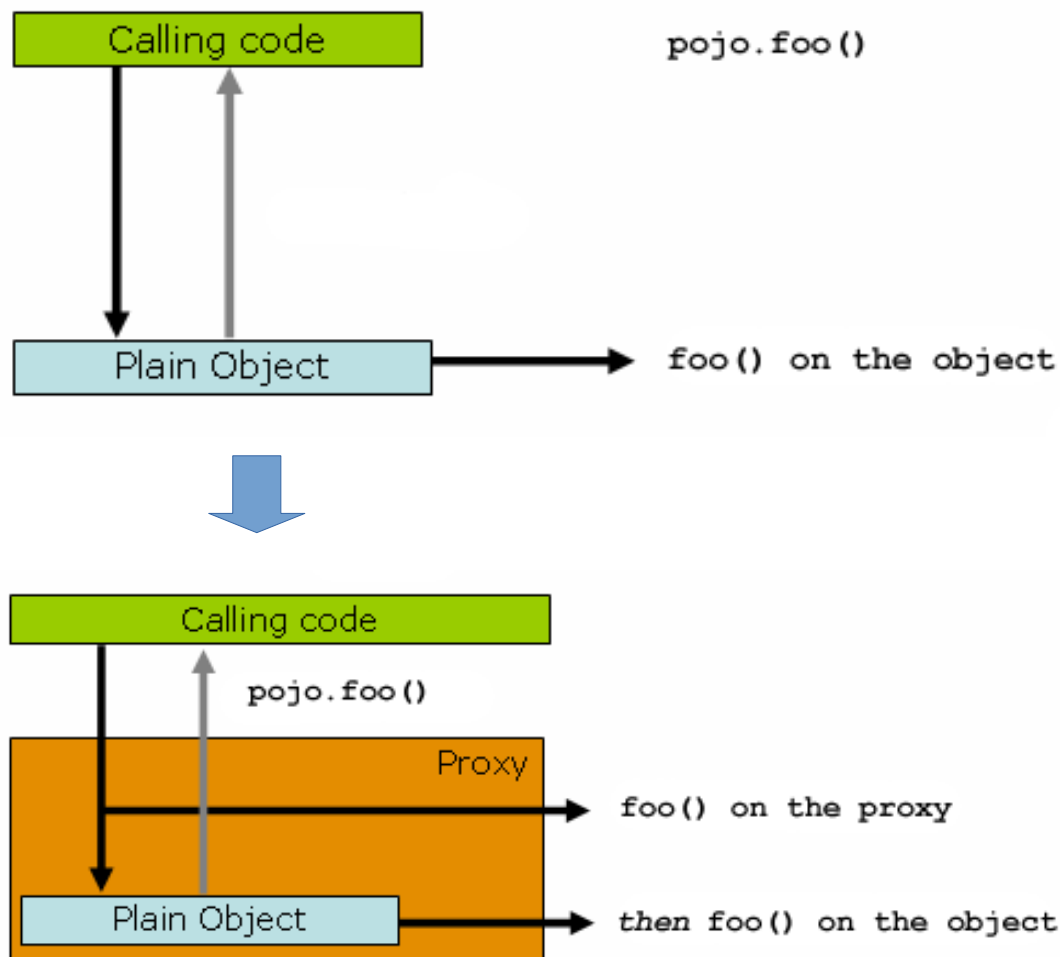 Calling code
pojo.foo()
Plain Object
foo() on the object
Calling code
pojo.foo()
Proxy
foo() on the proxy
Plain Object
then foo() on the object